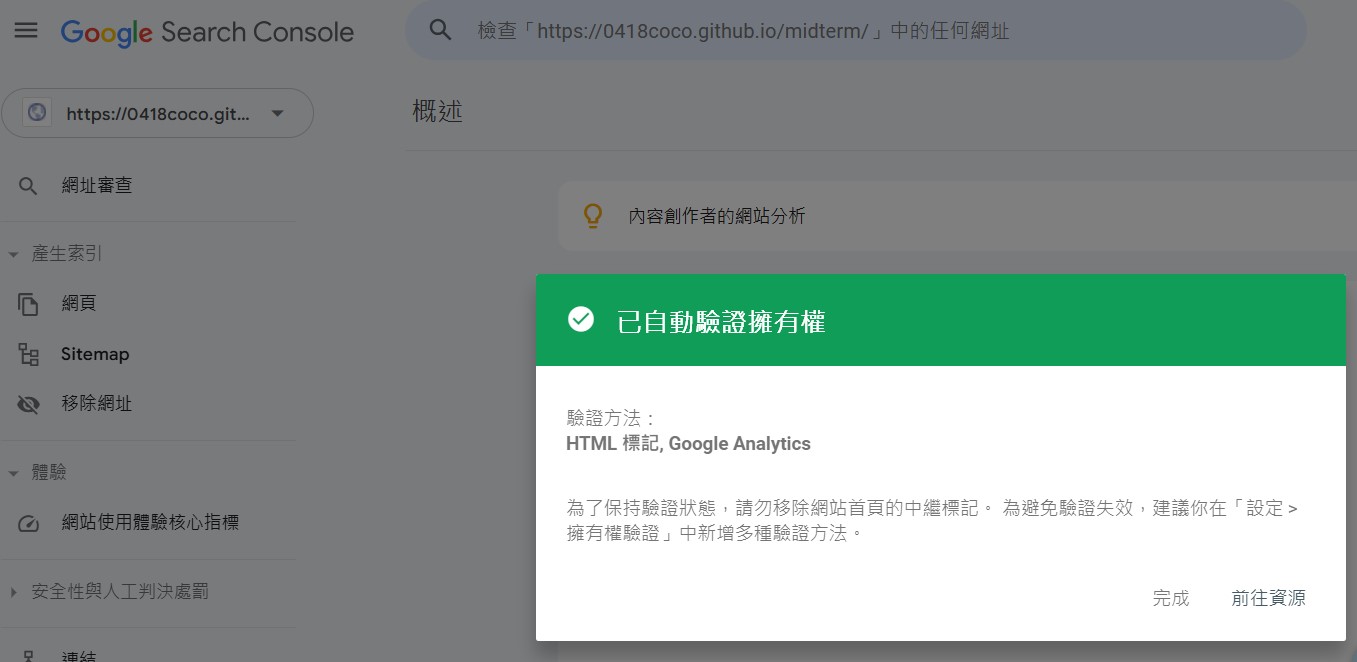 Google Search Console
檢查「https://0418coco.github.io/midterm/」中的任何網址
https://0418coco.git...
概述
網址審查
內容創作者的網站分析
產生索引
網頁
Sitemap
移除網址
體驗
網站使用體驗核心指標
安全性與人工判決處罰
連結
已自動驗證擁有權
驗證方法：
HTML 標記, Google Analytics
為了保持驗證狀態，請勿移除網站首頁的中繼標記。 為避免驗證失效，建議你在「設定 >
擁有權驗證」中新增多種驗證方法。
完成
前往資源